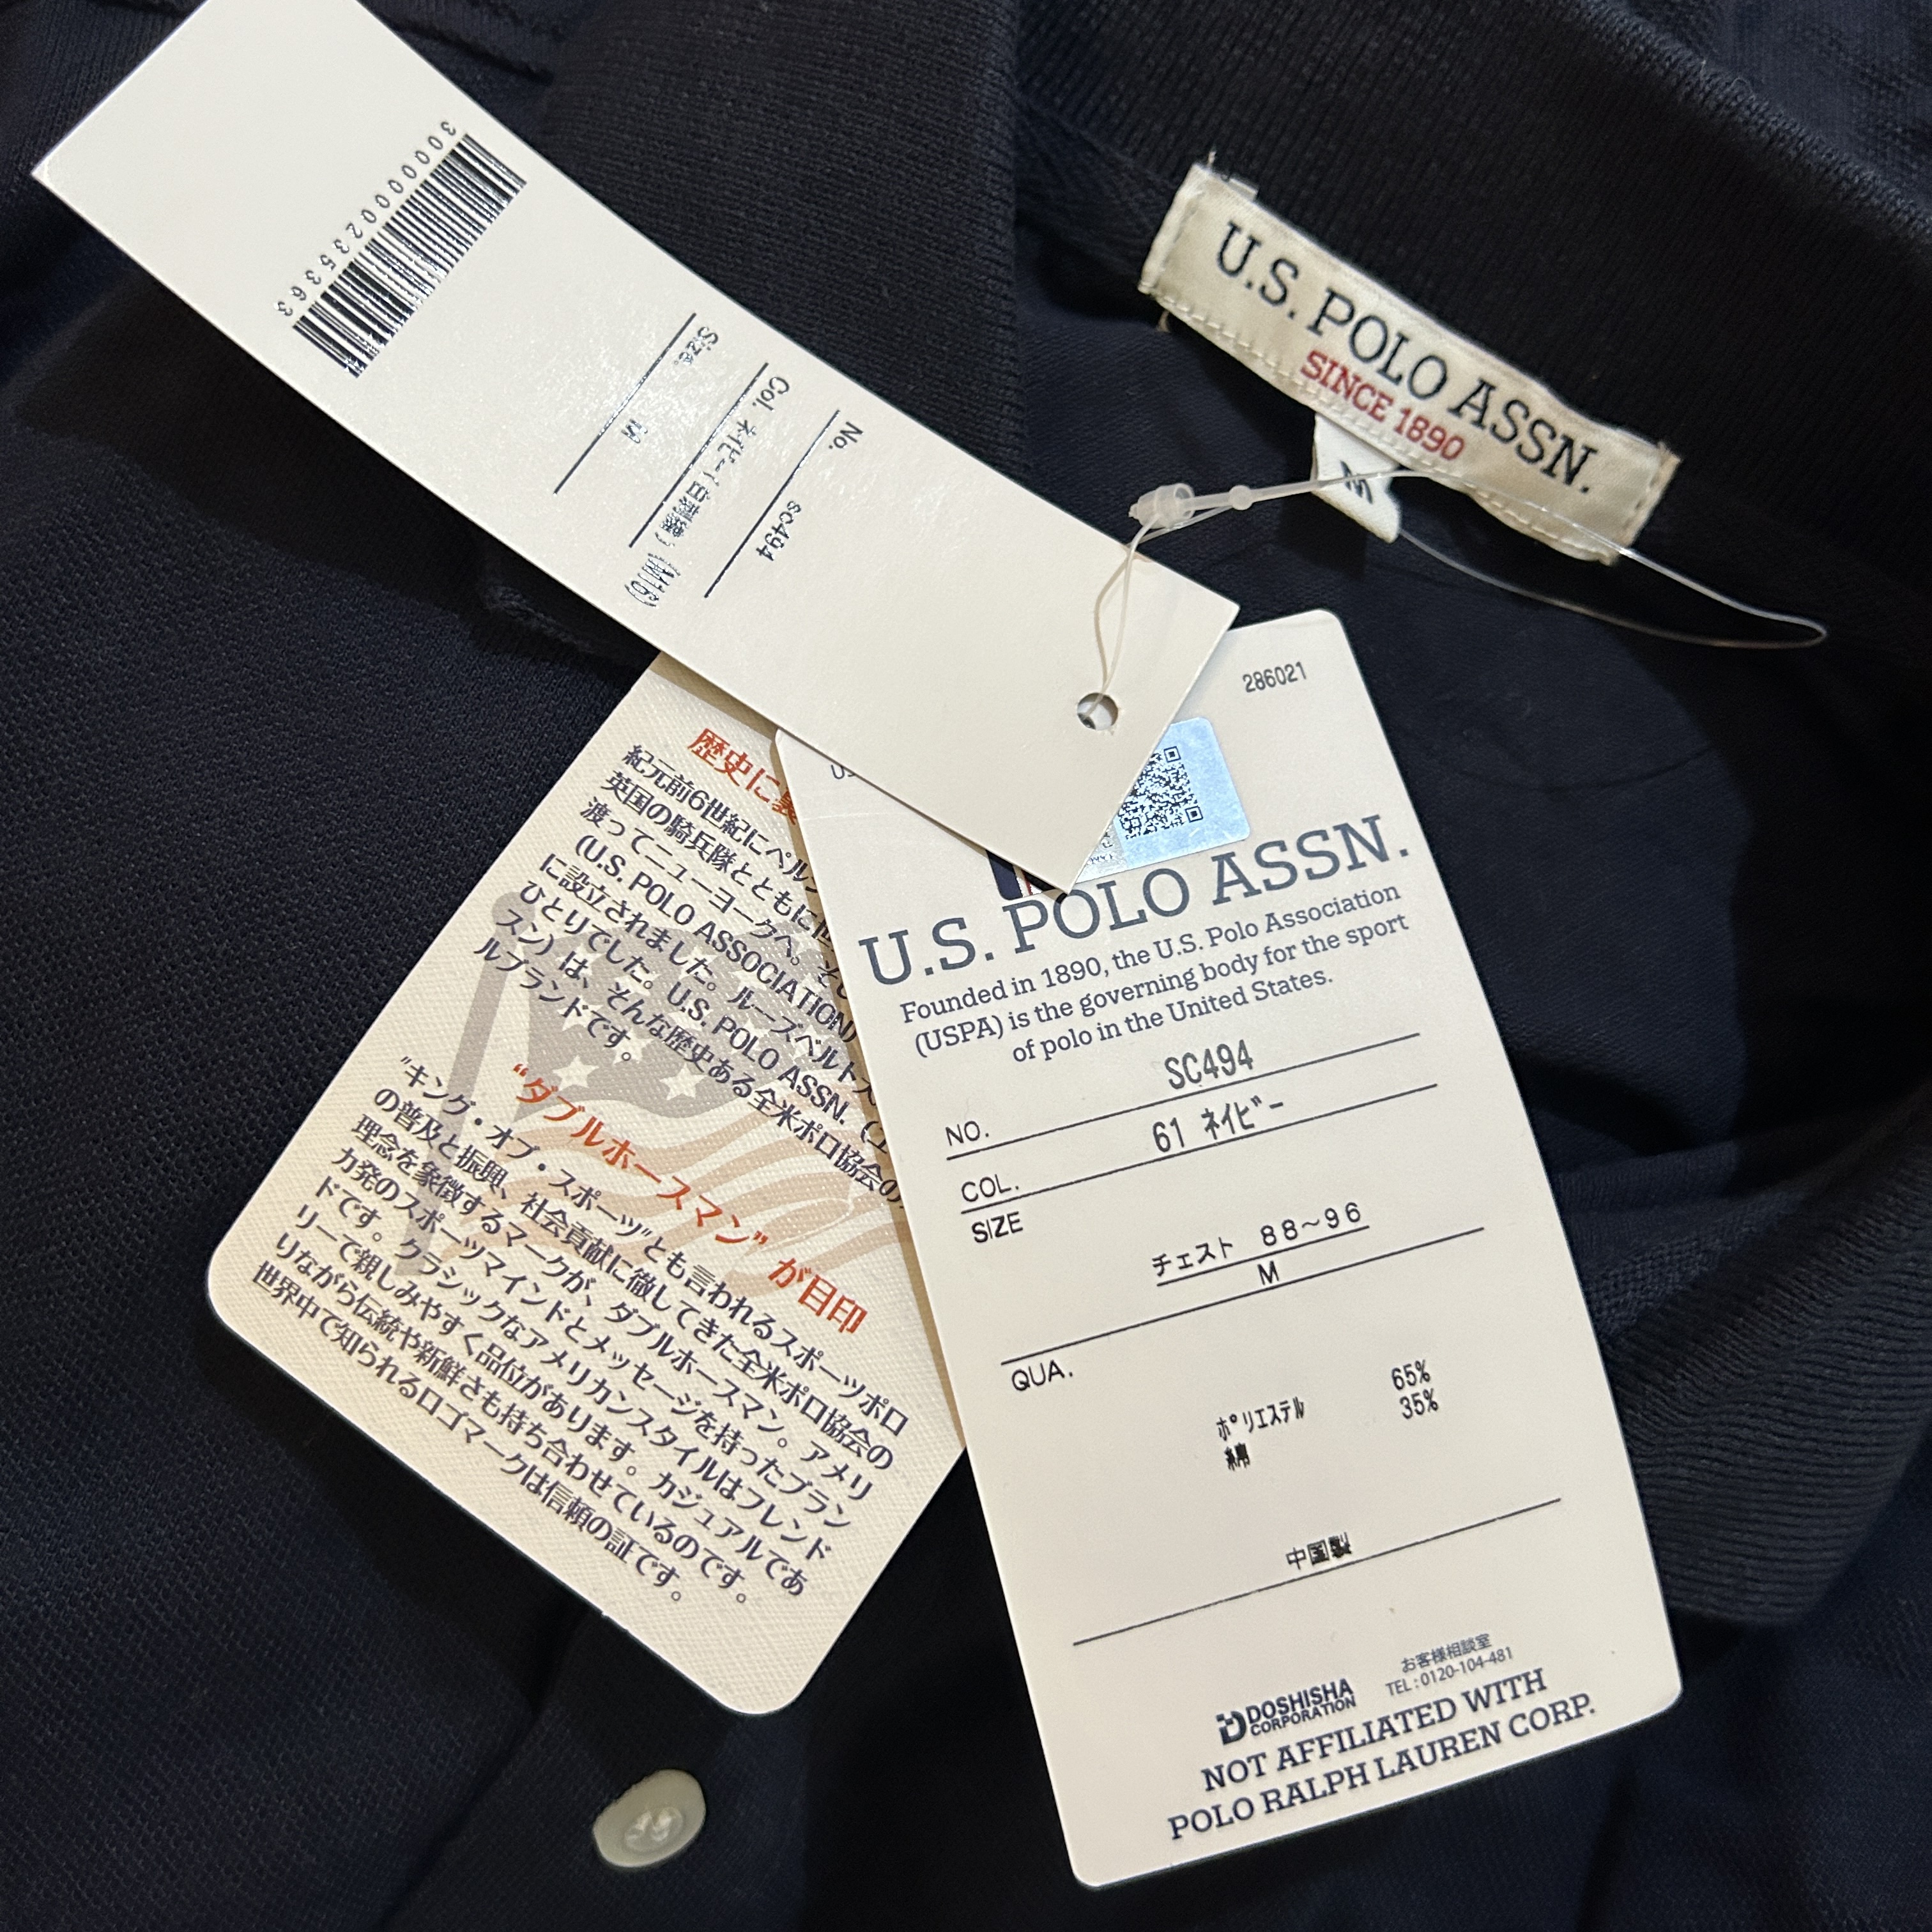 U.S. POLO ASSN.
SINCE 1890
M
3000000235363
No. SC494
Col. ネイビー(白刺繍)(M16)
Size. M
歴史に裏
紀元前6世紀にペル
英国の騎兵隊とともに世
渡ってニューヨークへ。そし
(U.S. POLO ASSOCIATION)
に設立されました。ルーズベルト大
ひとりでした。U.S. POLO ASSN.
スン)は、そんな歴史ある全米ポロ協会の
ルブランドです。
“ダブルホースマン”が目印
"キング・オブ・スポーツ"とも言われるスポーツポロ
の普及と振興、社会貢献に徹してきた全米ポロ協会の
理念を象徴するマークが、ダブルホースマン。アメリ
カ発のスポーツマインドとメッセージを持ったブラン
ドです。クラシックなアメリカンスタイルはフレンド
リーで親しみやすく品位があります。カジュアルであ
りながら伝統や新鮮さも持ち合わせているのです。
世界中で知られるロゴマークは信頼の証です。
286021
U.S. POLO ASSN.
Founded in 1890, the U.S. Polo Association
(USPA) is the governing body for the sport
of polo in the United States.
NO. SC494
COL. 61 ネイビー
SIZE
チェスト 88~96
M
QUA.
ポリエステル 65%
綿 35%
中国製
お客様相談室
TEL : 0120-104-481
DOSHISHA
CORPORATION
NOT AFFILIATED WITH
POLO RALPH LAUREN CORP.